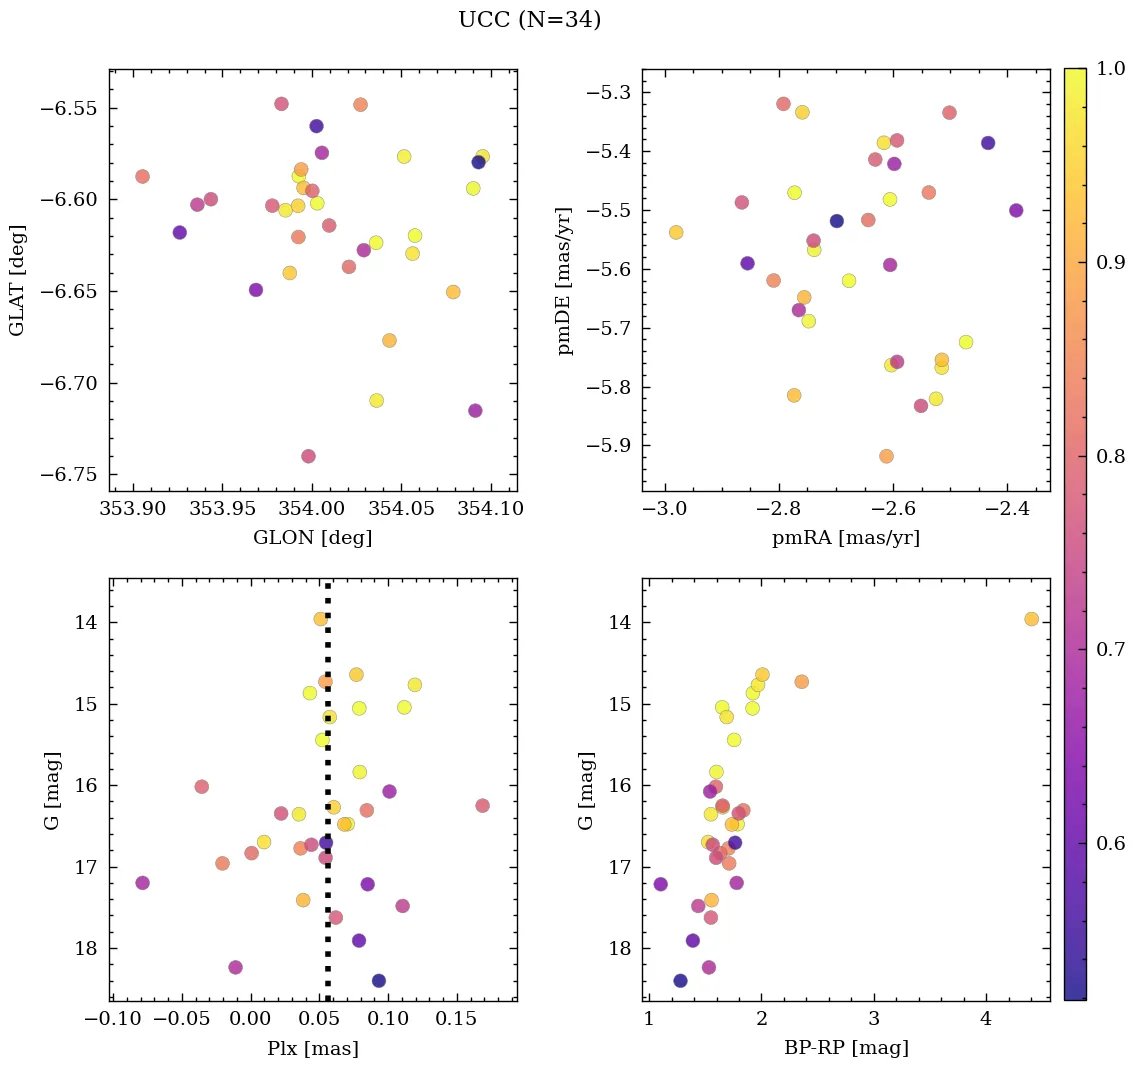 UCC (N=34)
−6.55
−6.60
−6.65
−6.70
−6.75
GLAT [deg]
353.90 353.95 354.00 354.05 354.10
GLON [deg]
−5.3
−5.4
−5.5
−5.6
−5.7
−5.8
−5.9
pmDE [mas/yr]
−3.0 −2.8 −2.6 −2.4
pmRA [mas/yr]
14
15
16
17
18
G [mag]
−0.10 −0.05 0.00 0.05 0.10 0.15
Plx [mas]
14
15
16
17
18
G [mag]
1 2 3 4
BP-RP [mag]
1.0
0.9
0.8
0.7
0.6